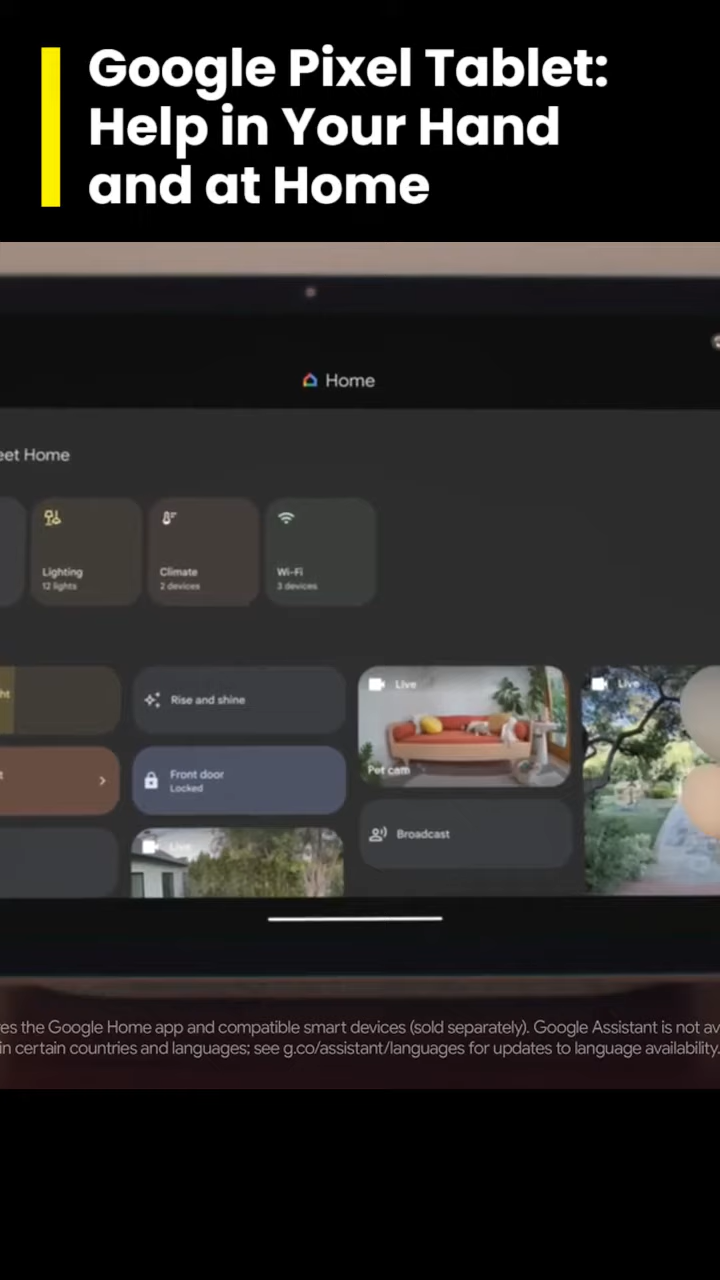 Google Pixel Tablet:
Help in Your Hand
and at Home
Home
eet Home
Lighting
12 lights
Climate
2 devices
Wi-Fi
3 devices
ht
Rise and shine
Live
Live
t
Front door
Locked
Pet cam
Live
Broadcast
es the Google Home app and compatible smart devices (sold separately). Google Assistant is not av
in certain countries and languages; see g.co/assistant/languages for updates to language availability.